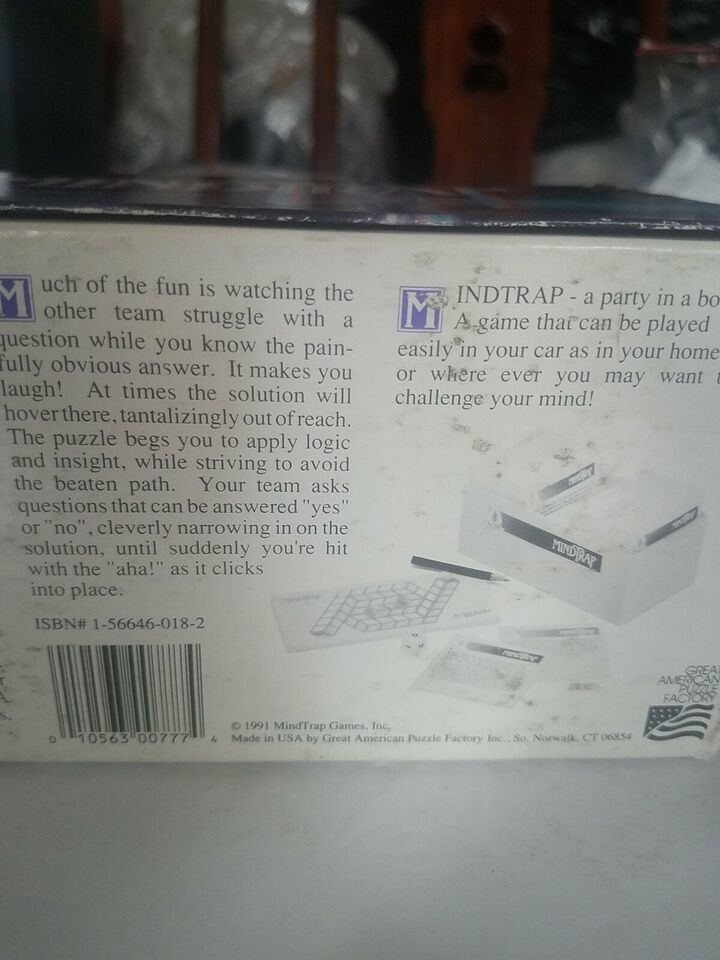 Much of the fun is watching the
other team struggle with a
question while you know the pain-
fully obvious answer. It makes you
laugh! At times the solution will
hover there, tantalizingly out of reach.
The puzzle begs you to apply logic
and insight, while striving to avoid
the beaten path. Your team asks
questions that can be answered "yes"
or "no", cleverly narrowing in on the
solution, until suddenly you're hit
with the "aha!" as it clicks
into place.
ISBN# 1-56646-018-2
0 10563 00777 4
MINDTRAP - a party in a bo
A game that can be played
easily in your car as in your home
or where ever you may want t
challenge your mind!
MINDTRAP
MINDTRAP
MINDTRAP
MINDTRAP
GREAT
AMERICAN
PUZZLE
FACTORY
© 1991 MindTrap Games, Inc,
Made in USA by Great American Puzzle Factory Inc., So. Norwalk, CT 06854